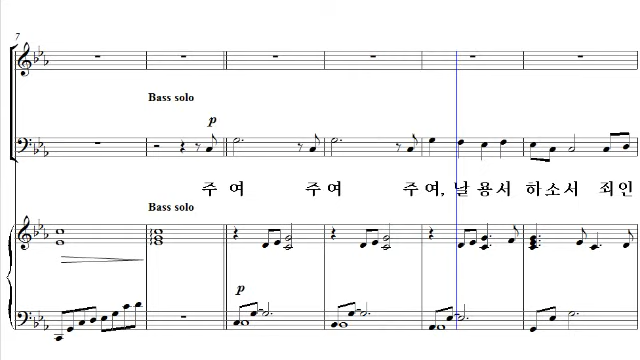 7
Bass solo
p
주 여 주 여 주 여, 날 용 서 하 소 서 죄 인
Bass solo
p